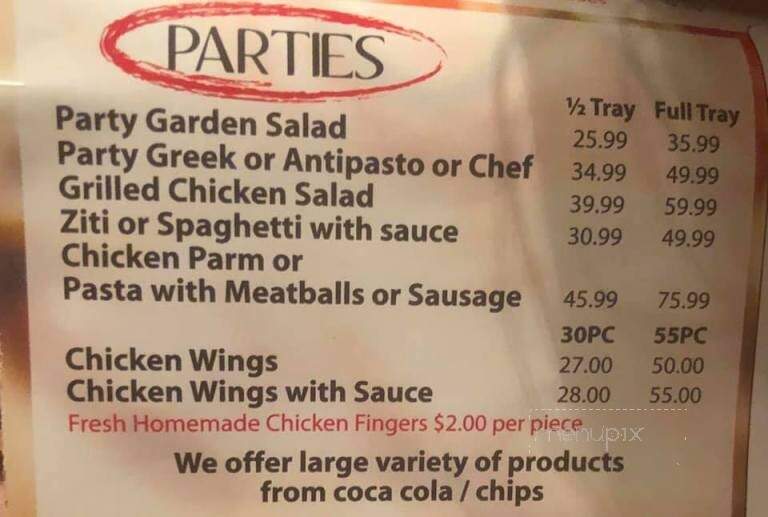 PARTIES
½ Tray Full Tray
Party Garden Salad 25.99 35.99
Party Greek or Antipasto or Chef 34.99 49.99
Grilled Chicken Salad 39.99 59.99
Ziti or Spaghetti with sauce 30.99 49.99
Chicken Parm or
Pasta with Meatballs or Sausage 45.99 75.99
30PC 55PC
Chicken Wings 27.00 50.00
Chicken Wings with Sauce 28.00 55.00
Fresh Homemade Chicken Fingers $2.00 per piece
menupix
We offer large variety of products
from coca cola / chips